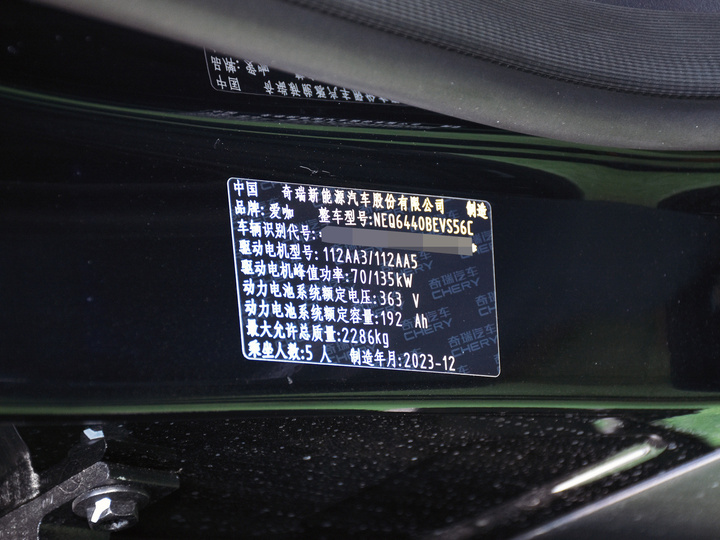 中国 奇瑞新能源汽车股份有限公司 制造
品牌: 爱咖 整车型号:NEQ6440BEVS56C
车辆识别代号:
驱动电机型号: 112AA3/112AA5
驱动电机峰值功率:70/135kW
动力电池系统额定电压:363 V
动力电池系统额定容量:192 Ah
最大允许总质量:2286kg
乘坐人数:5 人 制造年月:2023-12
奇瑞汽车
CHERY
奇瑞汽车
CHERY